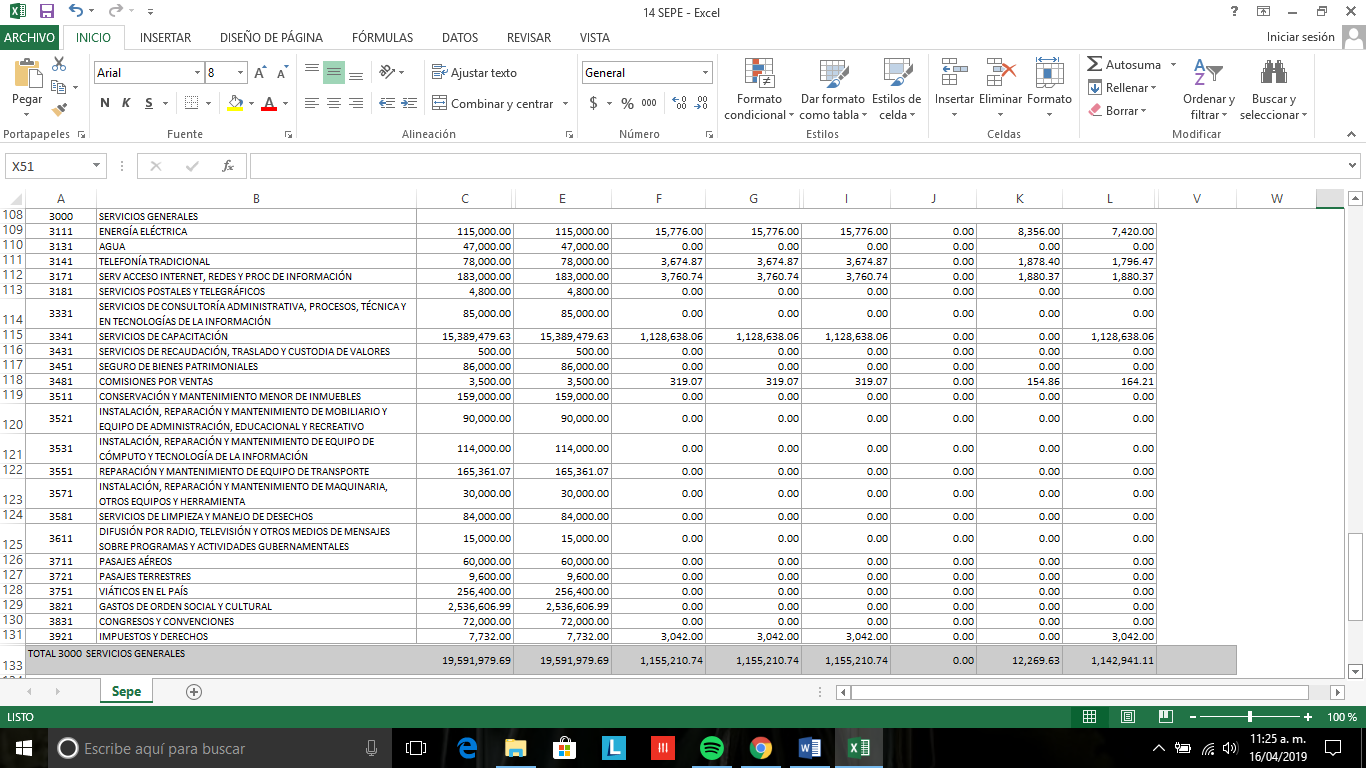 14 SEPE - Excel
?
ARCHIVO INICIO INSERTAR DISEÑO DE PÁGINA FÓRMULAS DATOS REVISAR VISTA Iniciar sesión
Arial 8 Ajustar texto General Autosuma
Pegar Formato condicional Dar formato como tabla Estilos de celda Insertar Eliminar Formato Rellenar Ordenar y filtrar Buscar y seleccionar
N K S Combinar y centrar $ % 000 Borrar
Portapapeles Fuente Alineación Número Estilos Celdas Modificar
X51 fx
A B C E F G I J K L V W
108 3000 SERVICIOS GENERALES
109 3111 ENERGÍA ELÉCTRICA 115,000.00 115,000.00 15,776.00 15,776.00 15,776.00 0.00 8,356.00 7,420.00
110 3131 AGUA 47,000.00 47,000.00 0.00 0.00 0.00 0.00 0.00 0.00
111 3141 TELEFONÍA TRADICIONAL 78,000.00 78,000.00 3,674.87 3,674.87 3,674.87 0.00 1,878.40 1,796.47
112 3171 SERV ACCESO INTERNET, REDES Y PROC DE INFORMACIÓN 183,000.00 183,000.00 3,760.74 3,760.74 3,760.74 0.00 1,880.37 1,880.37
113 3181 SERVICIOS POSTALES Y TELEGRÁFICOS 4,800.00 4,800.00 0.00 0.00 0.00 0.00 0.00 0.00
SERVICIOS DE CONSULTORÍA ADMINISTRATIVA, PROCESOS, TÉCNICA Y
114 3331 EN TECNOLOGÍAS DE LA INFORMACIÓN 85,000.00 85,000.00 0.00 0.00 0.00 0.00 0.00 0.00
115 3341 SERVICIOS DE CAPACITACIÓN 15,389,479.63 15,389,479.63 1,128,638.06 1,128,638.06 1,128,638.06 0.00 0.00 1,128,638.06
116 3431 SERVICIOS DE RECAUDACIÓN, TRASLADO Y CUSTODIA DE VALORES 500.00 500.00 0.00 0.00 0.00 0.00 0.00 0.00
117 3451 SEGURO DE BIENES PATRIMONIALES 86,000.00 86,000.00 0.00 0.00 0.00 0.00 0.00 0.00
118 3481 COMISIONES POR VENTAS 3,500.00 3,500.00 319.07 319.07 319.07 0.00 154.86 164.21
119 3511 CONSERVACIÓN Y MANTENIMIENTO MENOR DE INMUEBLES 159,000.00 159,000.00 0.00 0.00 0.00 0.00 0.00 0.00
INSTALACIÓN, REPARACIÓN Y MANTENIMIENTO DE MOBILIARIO Y
120 3521 EQUIPO DE ADMINISTRACIÓN, EDUCACIONAL Y RECREATIVO 90,000.00 90,000.00 0.00 0.00 0.00 0.00 0.00 0.00
INSTALACIÓN, REPARACIÓN Y MANTENIMIENTO DE EQUIPO DE
121 3531 CÓMPUTO Y TECNOLOGÍA DE LA INFORMACIÓN 114,000.00 114,000.00 0.00 0.00 0.00 0.00 0.00 0.00
122 3551 REPARACIÓN Y MANTENIMIENTO DE EQUIPO DE TRANSPORTE 165,361.07 165,361.07 0.00 0.00 0.00 0.00 0.00 0.00
INSTALACIÓN, REPARACIÓN Y MANTENIMIENTO DE MAQUINARIA,
123 3571 OTROS EQUIPOS Y HERRAMIENTA 30,000.00 30,000.00 0.00 0.00 0.00 0.00 0.00 0.00
124 3581 SERVICIOS DE LIMPIEZA Y MANEJO DE DESECHOS 84,000.00 84,000.00 0.00 0.00 0.00 0.00 0.00 0.00
DIFUSIÓN POR RADIO, TELEVISIÓN Y OTROS MEDIOS DE MENSAJES
125 3611 SOBRE PROGRAMAS Y ACTIVIDADES GUBERNAMENTALES 15,000.00 15,000.00 0.00 0.00 0.00 0.00 0.00 0.00
126 3711 PASAJES AÉREOS 60,000.00 60,000.00 0.00 0.00 0.00 0.00 0.00 0.00
127 3721 PASAJES TERRESTRES 9,600.00 9,600.00 0.00 0.00 0.00 0.00 0.00 0.00
128 3751 VIÁTICOS EN EL PAÍS 256,400.00 256,400.00 0.00 0.00 0.00 0.00 0.00 0.00
129 3821 GASTOS DE ORDEN SOCIAL Y CULTURAL 2,536,606.99 2,536,606.99 0.00 0.00 0.00 0.00 0.00 0.00
130 3831 CONGRESOS Y CONVENCIONES 72,000.00 72,000.00 0.00 0.00 0.00 0.00 0.00 0.00
131 3921 IMPUESTOS Y DERECHOS 7,732.00 7,732.00 3,042.00 3,042.00 3,042.00 0.00 0.00 3,042.00
133 TOTAL 3000 SERVICIOS GENERALES 19,591,979.69 19,591,979.69 1,155,210.74 1,155,210.74 1,155,210.74 0.00 12,269.63 1,142,941.11
Sepe
LISTO 100 %
Escribe aquí para buscar 11:25 a. m.
16/04/2019